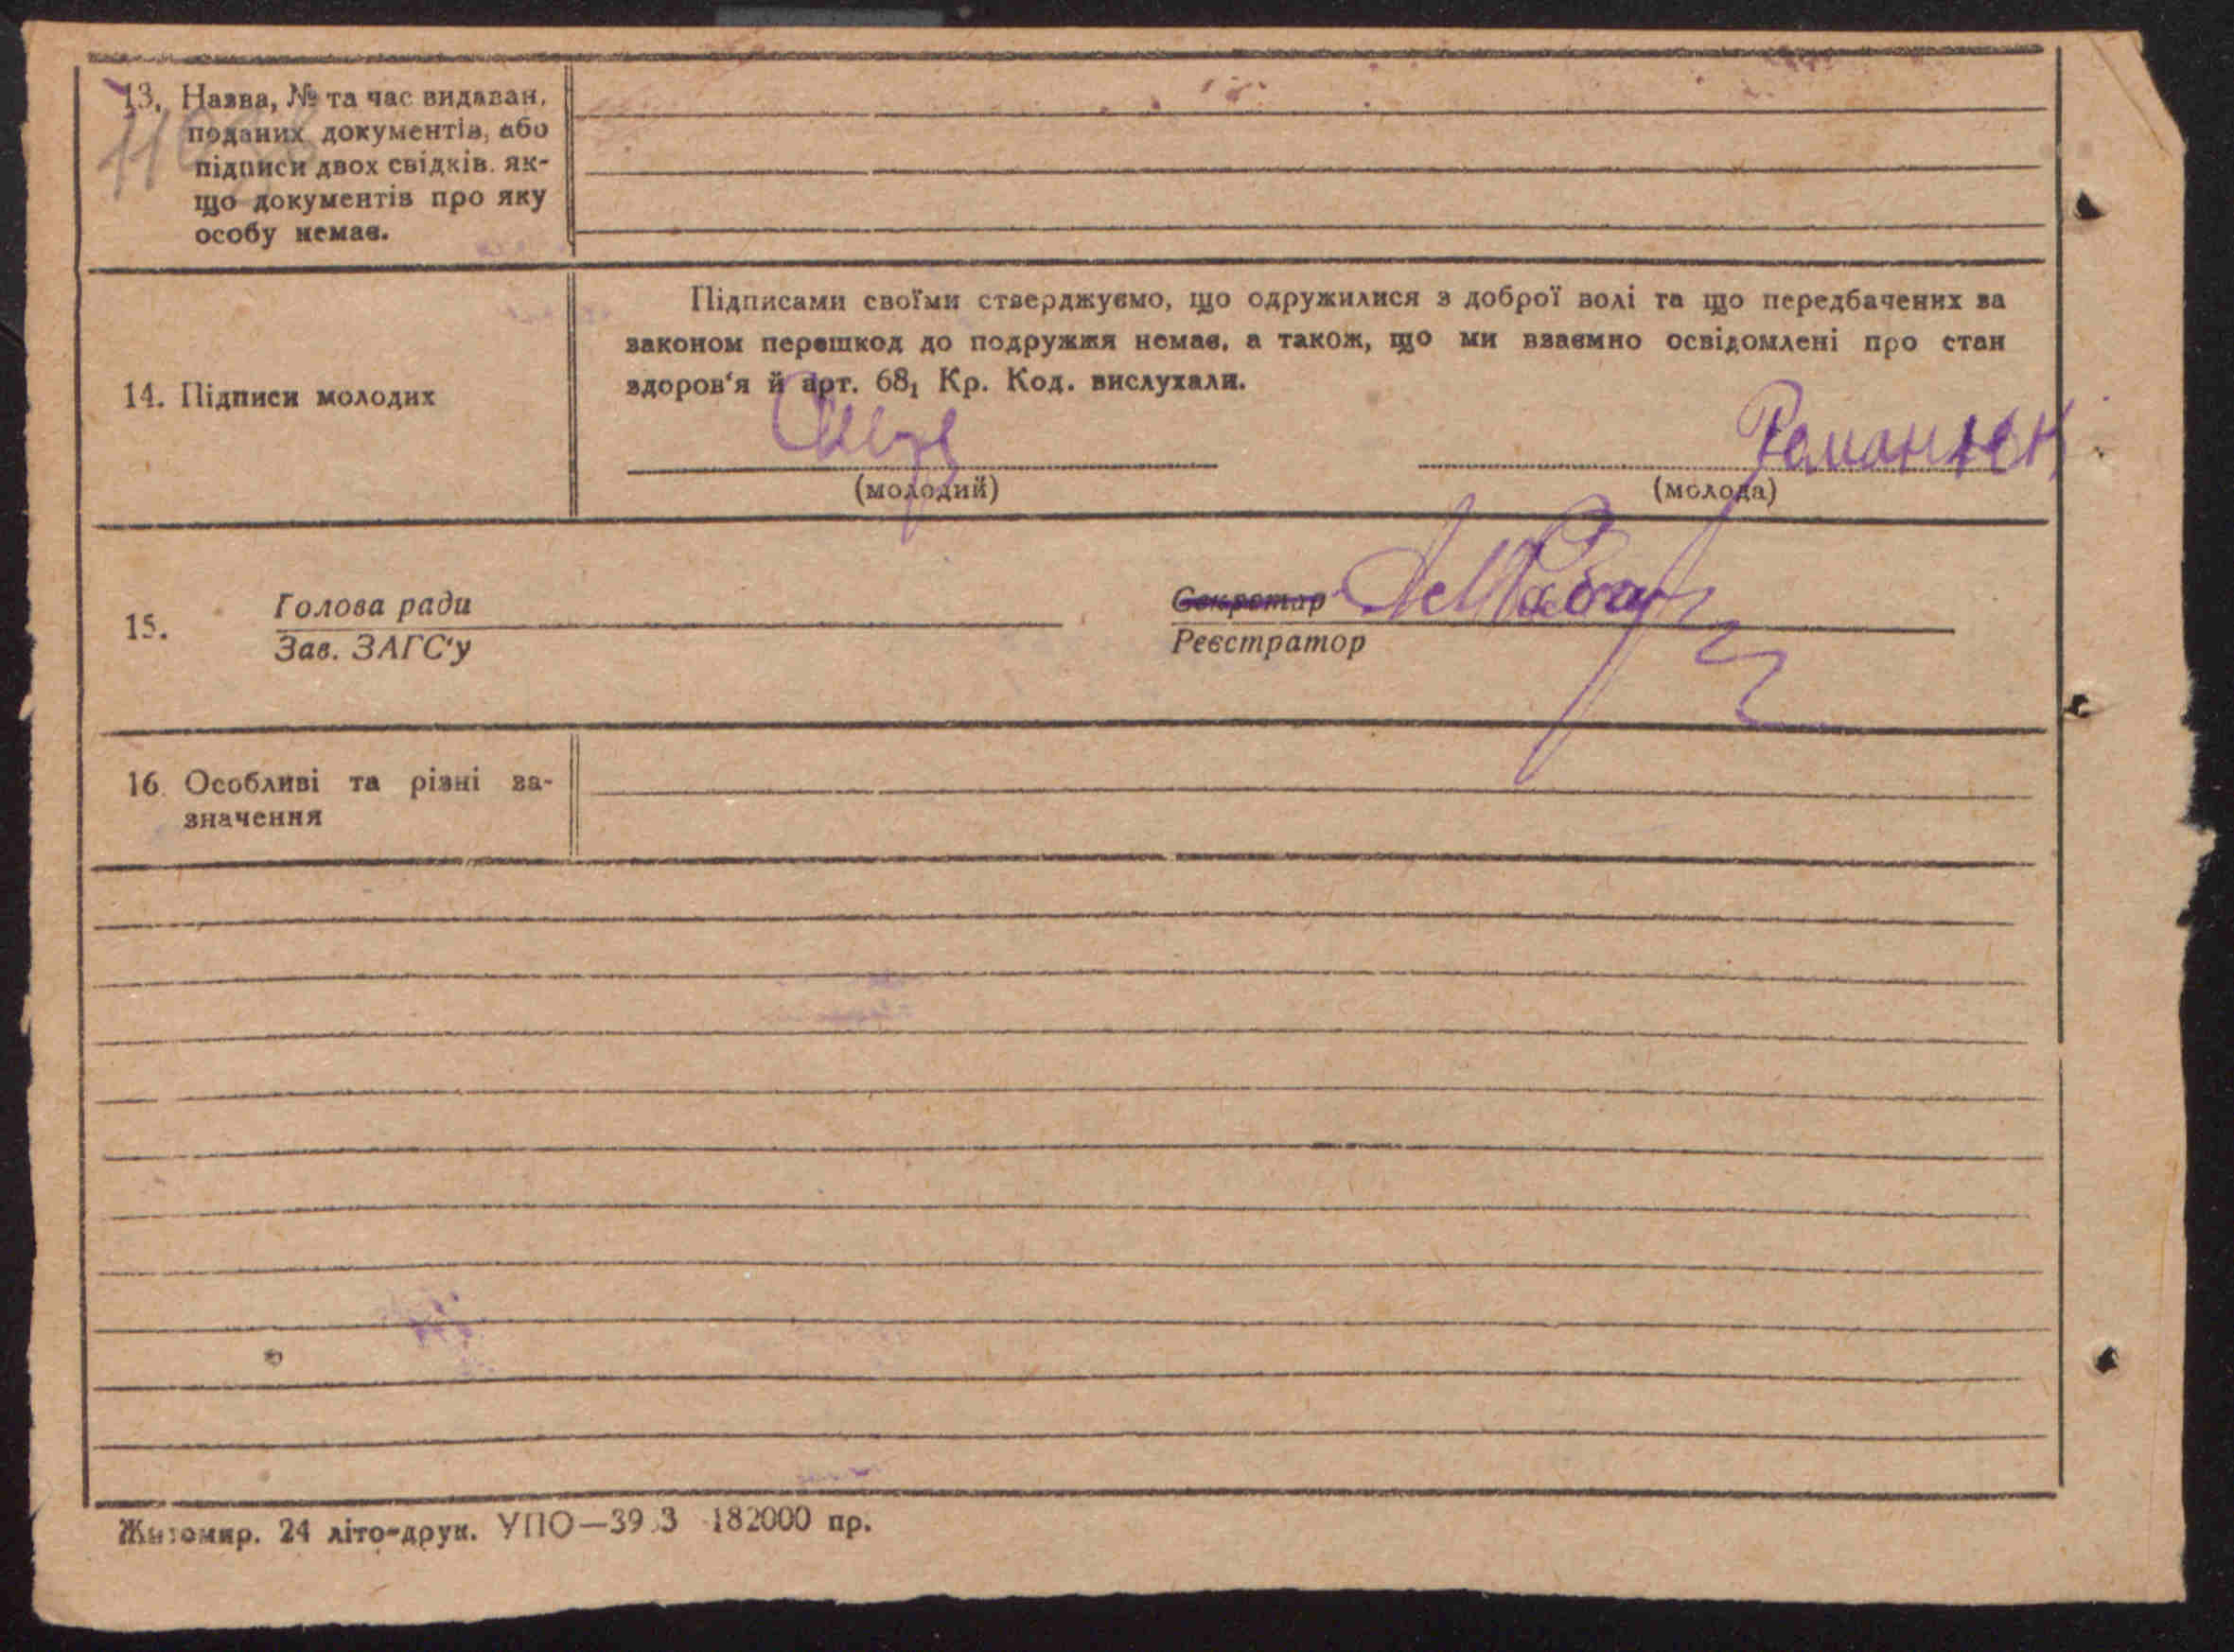 13. Назва, № та час видаван,
поданих документів, або
підписи двох свідків. як-
що документів про яку
особу немає.
Підписами своїми стверджуємо, що одружилися з доброї волі та що передбачених за
законом перешкод до подружжя немає, а також, що ми взаємно освідомлені про стан
здоров'я й арт. 68₁ Кр. Код. вислухали.
14. Підписи молодих
(молодий) (молода)
15. Голова ради Секретар
Зав. ЗАГС'у Реєстратор
16. Особливі та різні за-
значення
Житомир. 24 літо-друк. УПО—39 3 182000 пр.